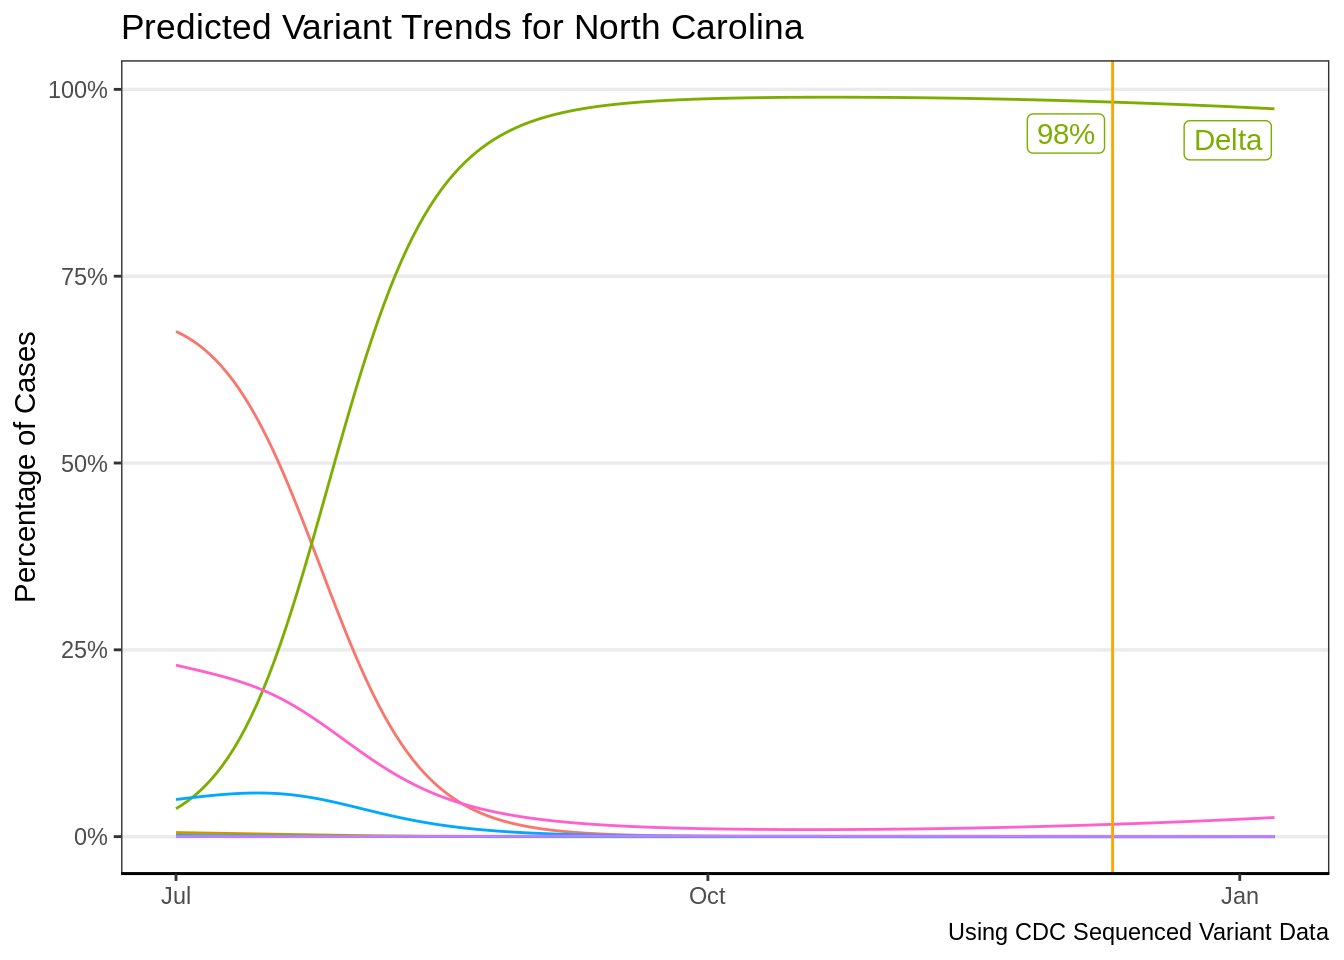 Predicted Variant Trends for North Carolina
Percentage of Cases
100%
75%
50%
25%
0%
98%
Delta
Jul
Oct
Jan
Using CDC Sequenced Variant Data